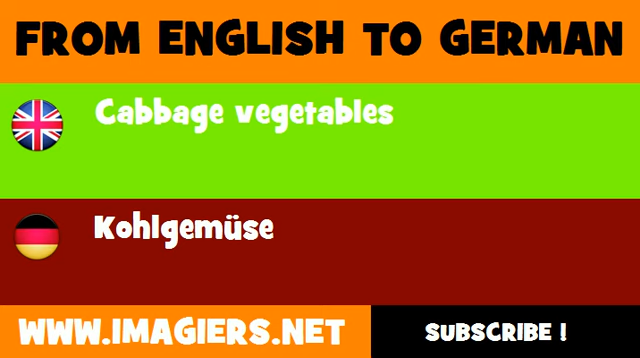 FROM ENGLISH TO GERMAN
Cabbage vegetables
Kohlgemüse
WWW.IMAGIERS.NET
SUBSCRIBE !